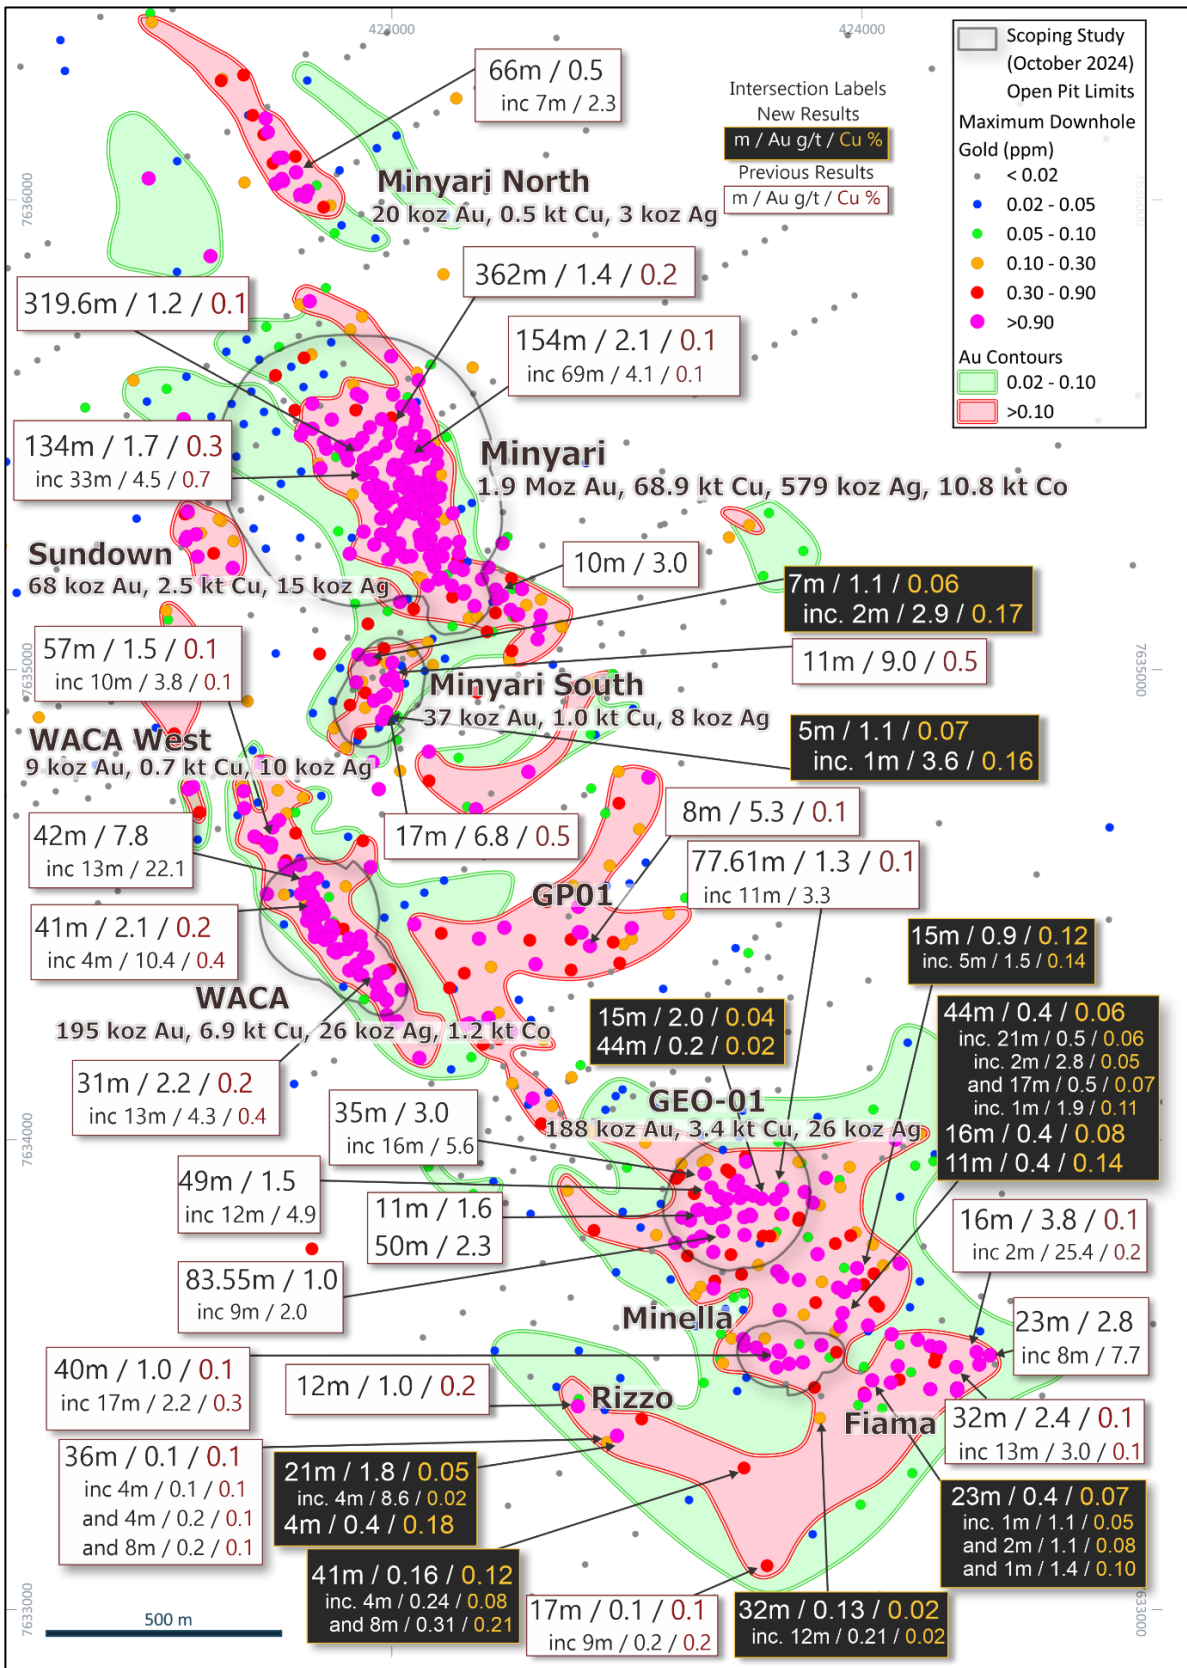 423000
424000
Scoping Study
(October 2024)
Open Pit Limits
Maximum Downhole
Gold (ppm)
< 0.02
0.02 - 0.05
0.05 - 0.10
0.10 - 0.30
0.30 - 0.90
>0.90
Au Contours
0.02 - 0.10
>0.10
Intersection Labels
New Results
m / Au g/t / Cu %
Previous Results
m / Au g/t / Cu %
66m / 0.5
inc 7m / 2.3
7636000
Minyari North
20 koz Au, 0.5 kt Cu, 3 koz Ag
319.6m / 1.2 / 0.1
362m / 1.4 / 0.2
154m / 2.1 / 0.1
inc 69m / 4.1 / 0.1
134m / 1.7 / 0.3
inc 33m / 4.5 / 0.7
Minyari
1.9 Moz Au, 68.9 kt Cu, 579 koz Ag, 10.8 kt Co
Sundown
68 koz Au, 2.5 kt Cu, 15 koz Ag
10m / 3.0
7m / 1.1 / 0.06
inc. 2m / 2.9 / 0.17
57m / 1.5 / 0.1
inc 10m / 3.8 / 0.1
11m / 9.0 / 0.5
7635000
7635000
Minyari South
37 koz Au, 1.0 kt Cu, 8 koz Ag
WACA West
9 koz Au, 0.7 kt Cu, 10 koz Ag
5m / 1.1 / 0.07
inc. 1m / 3.6 / 0.16
42m / 7.8
inc 13m / 22.1
17m / 6.8 / 0.5
8m / 5.3 / 0.1
77.61m / 1.3 / 0.1
inc 11m / 3.3
GP01
41m / 2.1 / 0.2
inc 4m / 10.4 / 0.4
15m / 0.9 / 0.12
inc. 5m / 1.5 / 0.14
WACA
195 koz Au, 6.9 kt Cu, 26 koz Ag, 1.2 kt Co
15m / 2.0 / 0.04
44m / 0.2 / 0.02
44m / 0.4 / 0.06
inc. 21m / 0.5 / 0.06
inc. 2m / 2.8 / 0.05
and 17m / 0.5 / 0.07
inc. 1m / 1.9 / 0.11
16m / 0.4 / 0.08
11m / 0.4 / 0.14
31m / 2.2 / 0.2
inc 13m / 4.3 / 0.4
35m / 3.0
inc 16m / 5.6
GEO-01
188 koz Au, 3.4 kt Cu, 26 koz Ag
7634000
49m / 1.5
inc 12m / 4.9
11m / 1.6
50m / 2.3
16m / 3.8 / 0.1
inc 2m / 25.4 / 0.2
83.55m / 1.0
inc 9m / 2.0
Minella
23m / 2.8
inc 8m / 7.7
40m / 1.0 / 0.1
inc 17m / 2.2 / 0.3
12m / 1.0 / 0.2
Rizzo
Fiama
32m / 2.4 / 0.1
inc 13m / 3.0 / 0.1
36m / 0.1 / 0.1
inc 4m / 0.1 / 0.1
and 4m / 0.2 / 0.1
and 8m / 0.2 / 0.1
21m / 1.8 / 0.05
inc. 4m / 8.6 / 0.02
4m / 0.4 / 0.18
23m / 0.4 / 0.07
inc. 1m / 1.1 / 0.05
and 2m / 1.1 / 0.08
and 1m / 1.4 / 0.10
41m / 0.16 / 0.12
inc. 4m / 0.24 / 0.08
and 8m / 0.31 / 0.21
17m / 0.1 / 0.1
inc 9m / 0.2 / 0.2
32m / 0.13 / 0.02
inc. 12m / 0.21 / 0.02
7633000
7633000
500 m